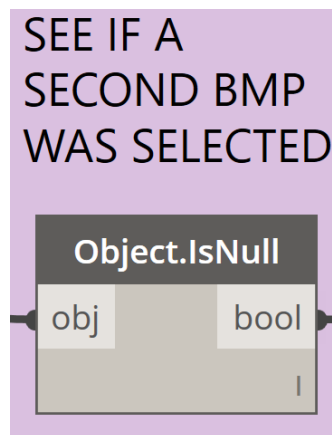 SEE IF A
SECOND BMP
WAS SELECTED
Object.IsNull
obj bool
l